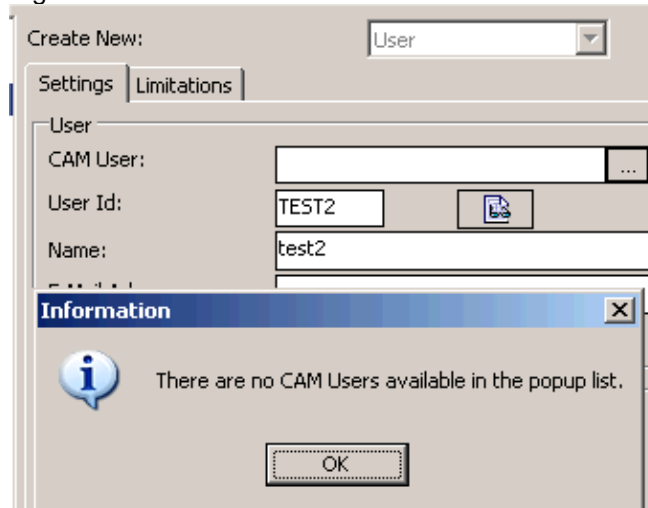 Create New: User
Settings Limitations
User
CAM User: ...
User Id: TEST2
Name: test2
Information
There are no CAM Users available in the popup list.
OK